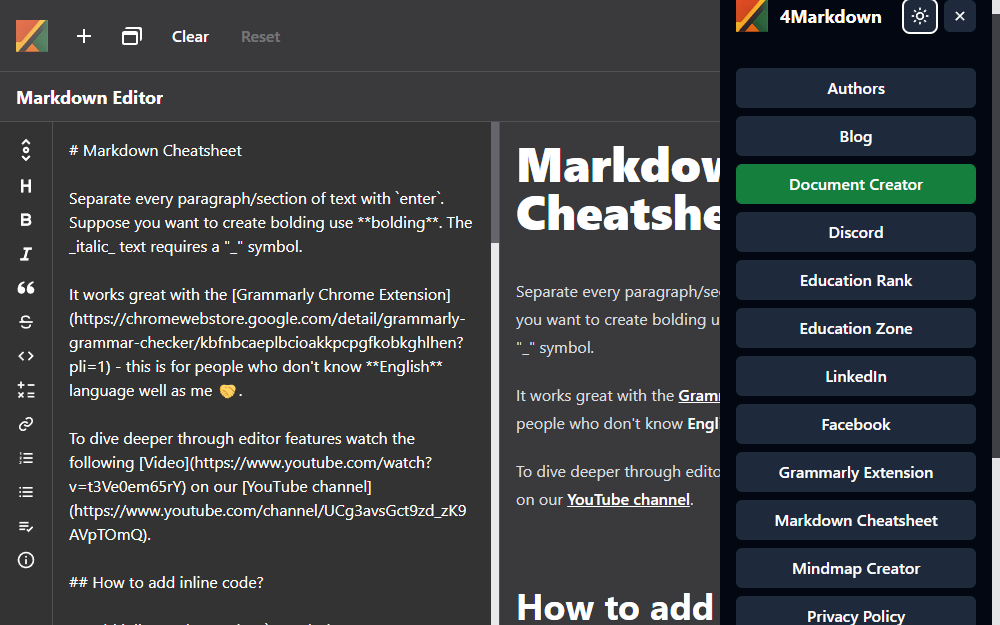 Clear
Reset
4Markdown
Markdown Editor
# Markdown Cheatsheet
Separate every paragraph/section of text with `enter`.
Suppose you want to create bolding use **bolding**. The
_italic_ text requires a "_" symbol.
It works great with the [Grammarly Chrome Extension]
(https://chromewebstore.google.com/detail/grammarly-
grammar-checker/kbfnbcaeplbcioakkpcpgfkobkghlhen?
pli=1) - this is for people who don't know **English**
language well as me 🤝.
To dive deeper through editor features watch the
following [Video](https://www.youtube.com/watch?
v=t3Ve0em65rY) on our [YouTube channel]
(https://www.youtube.com/channel/UCg3avsGct9zd_zK9
AVpTOmQ).
## How to add inline code?
Markdow
Cheatshe
Separate every paragraph/se
you want to create bolding u
"_" symbol.
It works great with the Gramm
people who don't know Engl
To dive deeper through edito
on our YouTube channel.
How to add
Authors
Blog
Document Creator
Discord
Education Rank
Education Zone
LinkedIn
Facebook
Grammarly Extension
Markdown Cheatsheet
Mindmap Creator
Privacy Policy